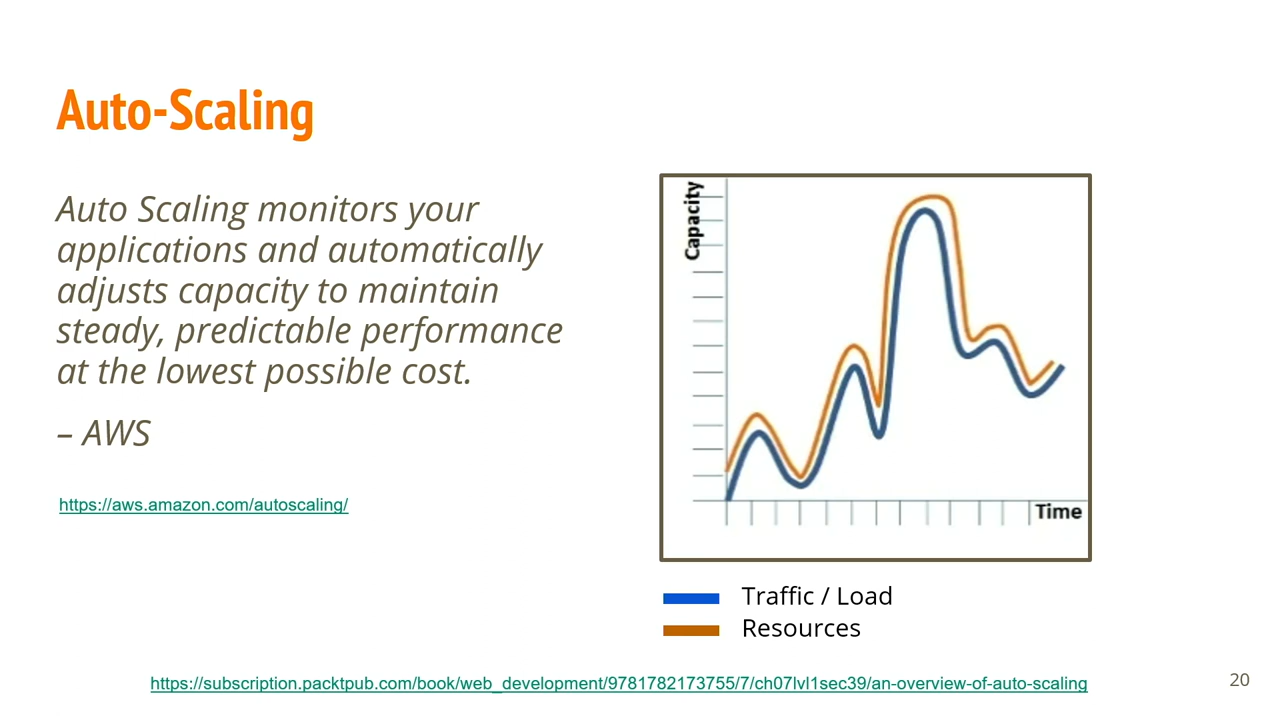 Auto-Scaling
Auto Scaling monitors your
applications and automatically
adjusts capacity to maintain
steady, predictable performance
at the lowest possible cost.
– AWS
https://aws.amazon.com/autoscaling/
Capacity
Time
Traffic / Load
Resources
https://subscription.packtpub.com/book/web_development/9781782173755/7/ch07lvl1sec39/an-overview-of-auto-scaling
20